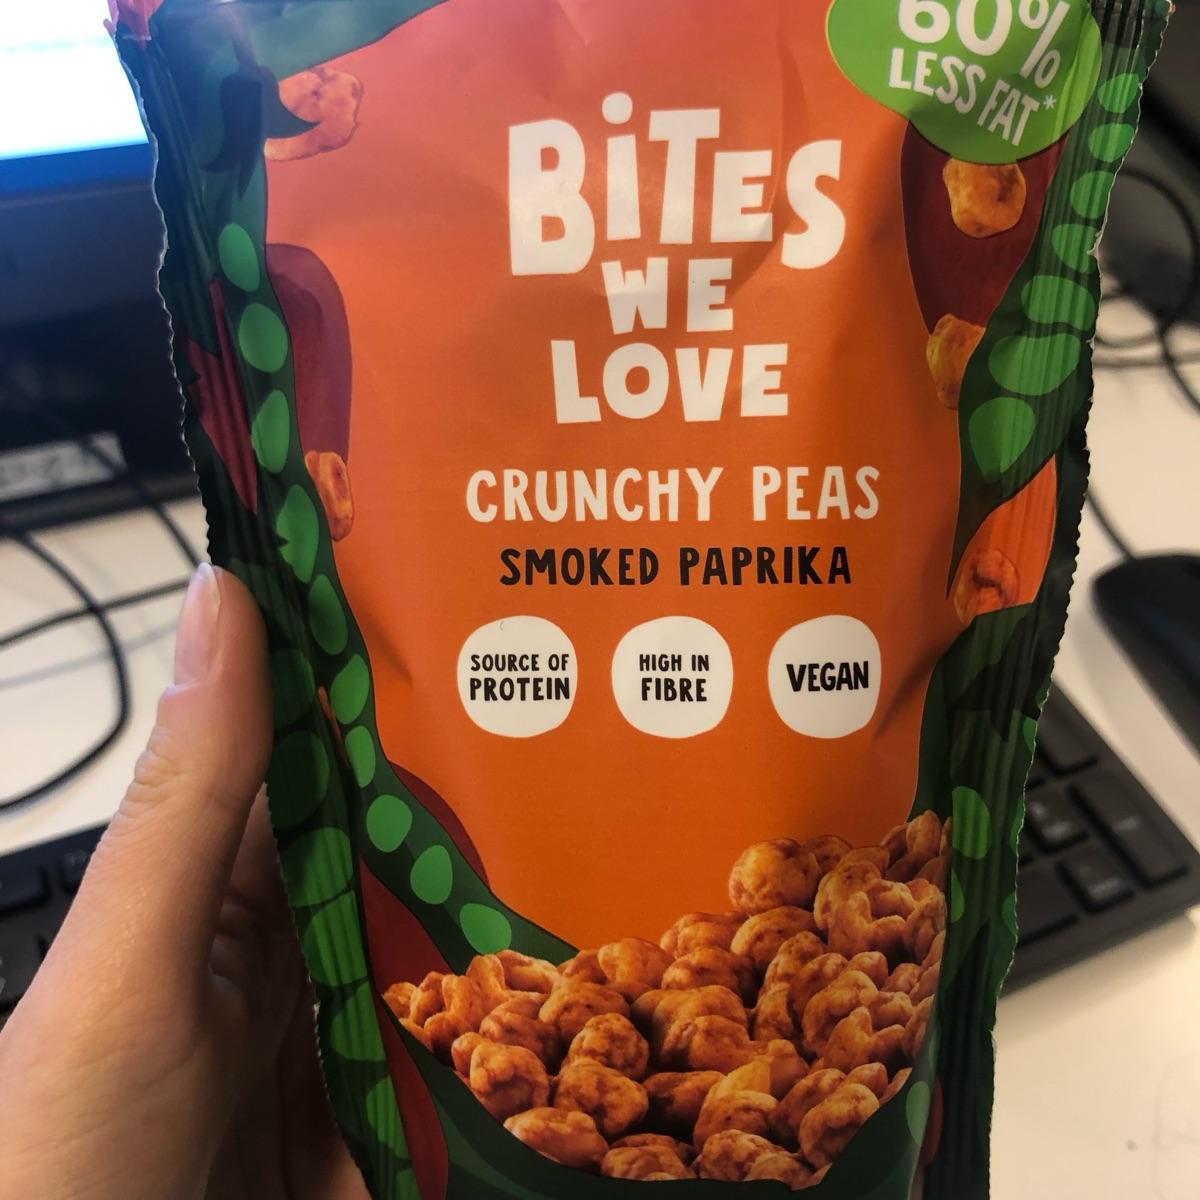 60%
LESS FAT*
BiTES
WE
LOVE
CRUNCHY PEAS
SMOKED PAPRIKA
SOURCE OF
PROTEIN
HIGH IN
FIBRE
VEGAN